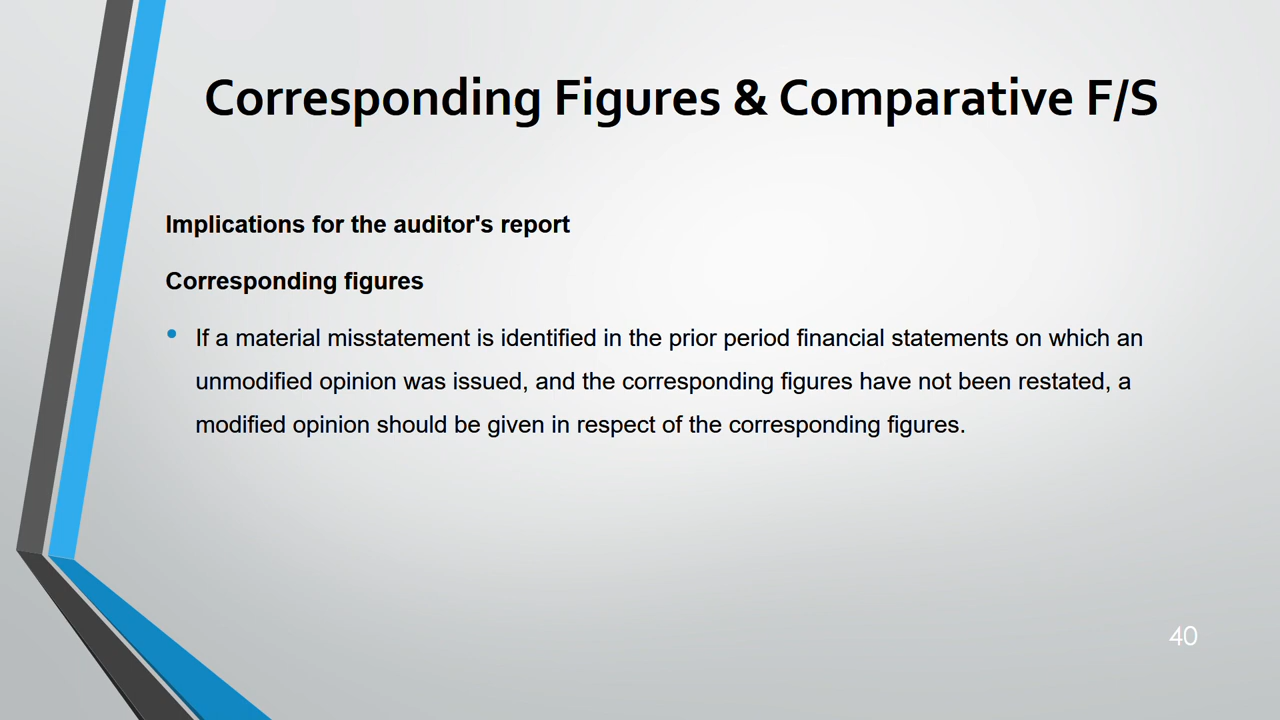 Corresponding Figures & Comparative F/S
Implications for the auditor's report
Corresponding figures
• If a material misstatement is identified in the prior period financial statements on which an
unmodified opinion was issued, and the corresponding figures have not been restated, a
modified opinion should be given in respect of the corresponding figures.
40